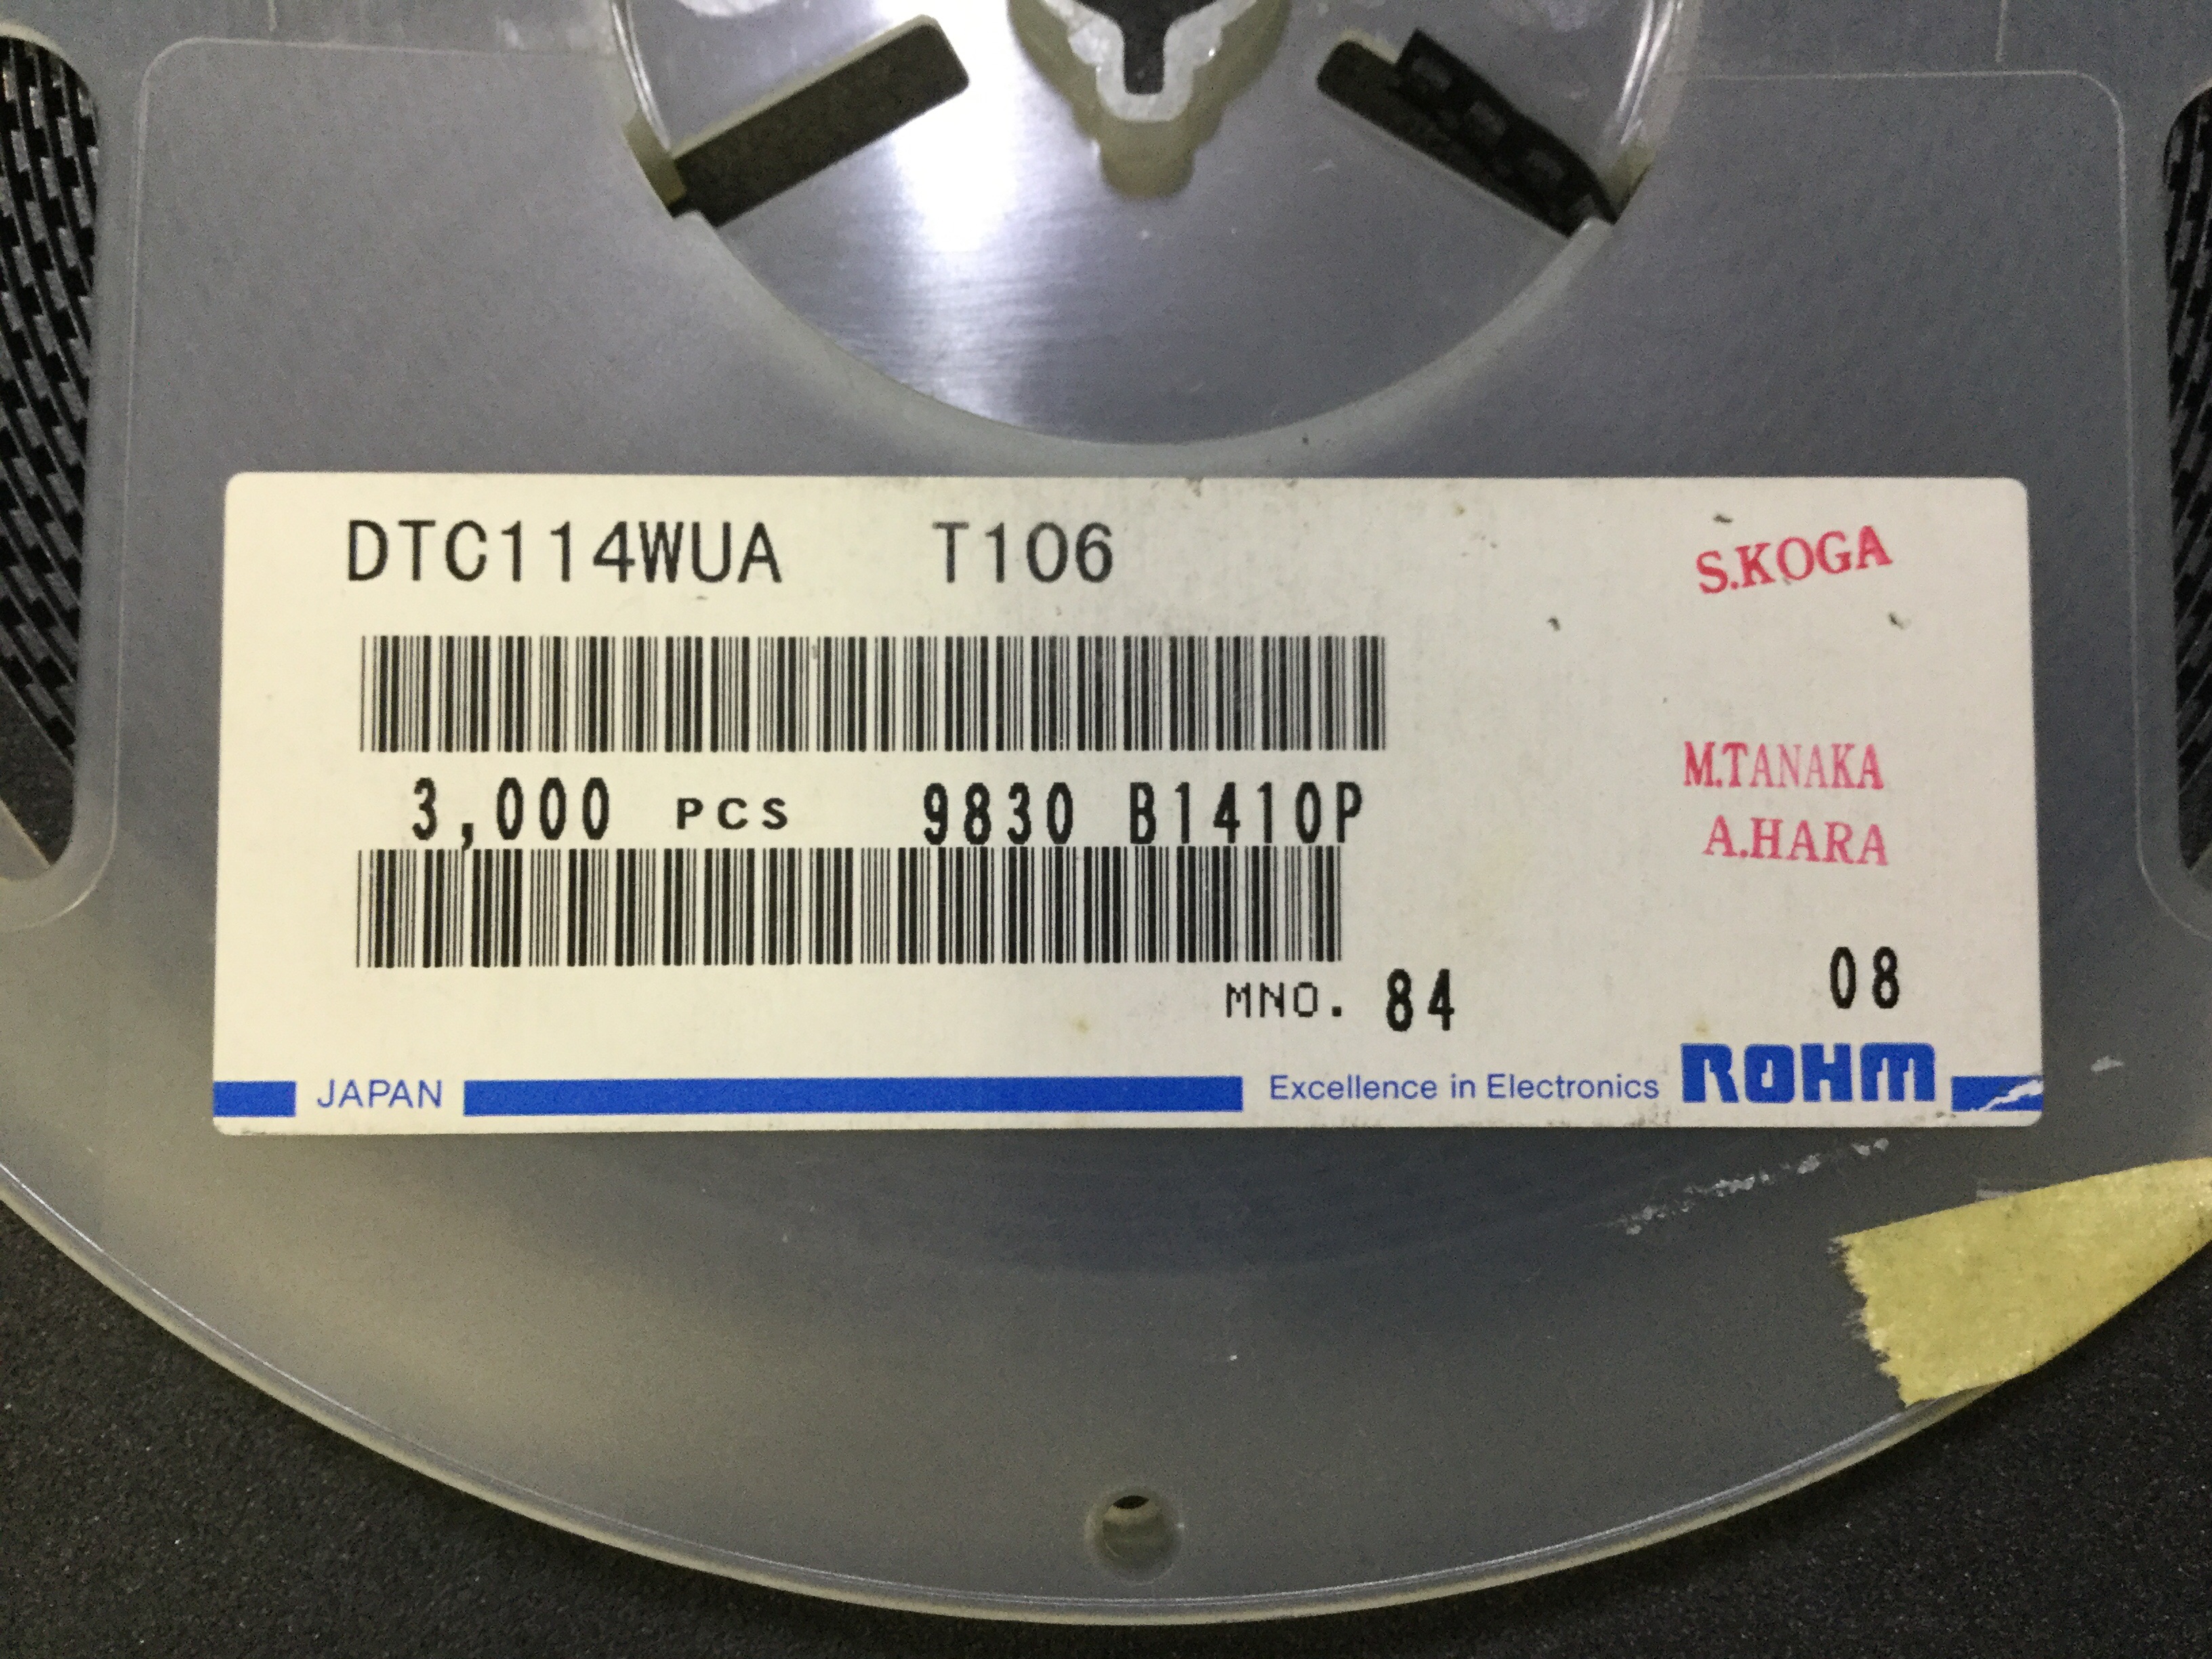 DTC114WUA T106
S.KOGA
M.TANAKA
3,000 PCS 9830 B1410P
A.HARA
MNO. 84
08
JAPAN Excellence in Electronics ROHM